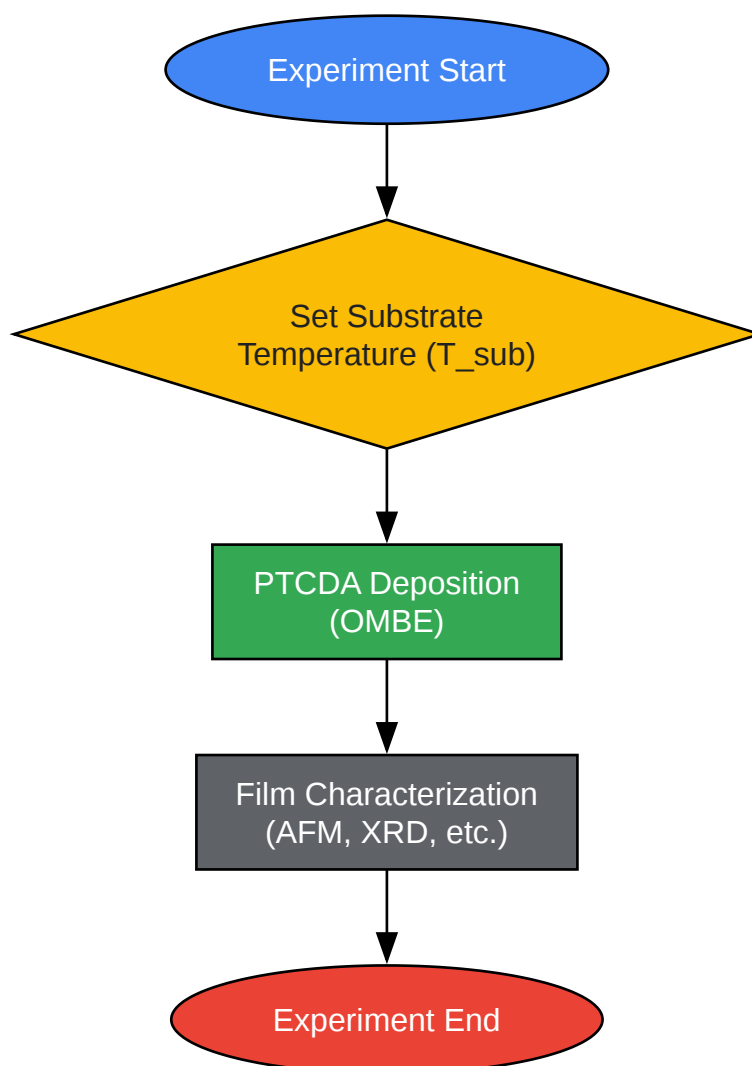 Experiment Start
Set Substrate
Temperature (T_sub)
PTCDA Deposition
(OMBE)
Film Characterization
(AFM, XRD, etc.)
Experiment End